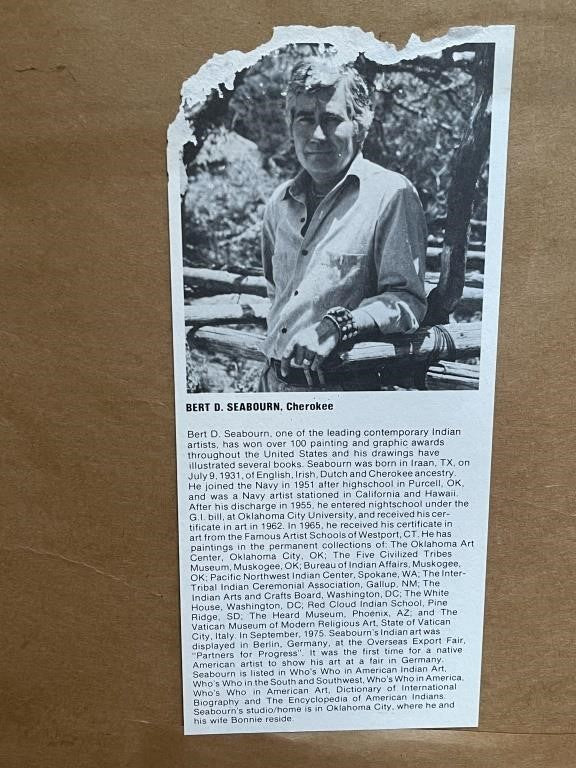 BERT D. SEABOURN, Cherokee
Bert D. Seabourn, one of the leading contemporary Indian
artists, has won over 100 painting and graphic awards
throughout the United States and his drawings have
illustrated several books. Seabourn was born in Iraan, TX, on
July 9, 1931, of English, Irish, Dutch and Cherokee ancestry.
He joined the Navy in 1951 after highschool in Purcell, OK,
and was a Navy artist stationed in California and Hawaii.
After his discharge in 1955, he entered nightschool under the
G.I. bill, at Oklahoma City University, and received his cer-
tificate in art in 1962. In 1965, he received his certificate in
art from the Famous Artist Schools of Westport, CT. He has
paintings in the permanent collections of: The Oklahoma Art
Center, Oklahoma City, OK; The Five Civilized Tribes
Museum, Muskogee, OK; Bureau of Indian Affairs, Muskogee,
OK; Pacific Northwest Indian Center, Spokane, WA; The Inter-
Tribal Indian Ceremonial Association, Gallup, NM; The
Indian Arts and Crafts Board, Washington, DC; The White
House, Washington, DC; Red Cloud Indian School, Pine
Ridge, SD; The Heard Museum, Phoenix, AZ; and The
Vatican Museum of Modern Religious Art, State of Vatican
City, Italy. In September, 1975. Seabourn's Indian art was
displayed in Berlin, Germany, at the Overseas Export Fair,
"Partners for Progress". It was the first time for a native
American artist to show his art at a fair in Germany.
Seabourn is listed in Who's Who in American Indian Art,
Who's Who in the South and Southwest, Who's Who in America,
Who's Who in American Art, Dictionary of International
Biography and The Encyclopedia of American Indians.
Seabourn's studio/home is in Oklahoma City, where he and
his wife Bonnie reside.